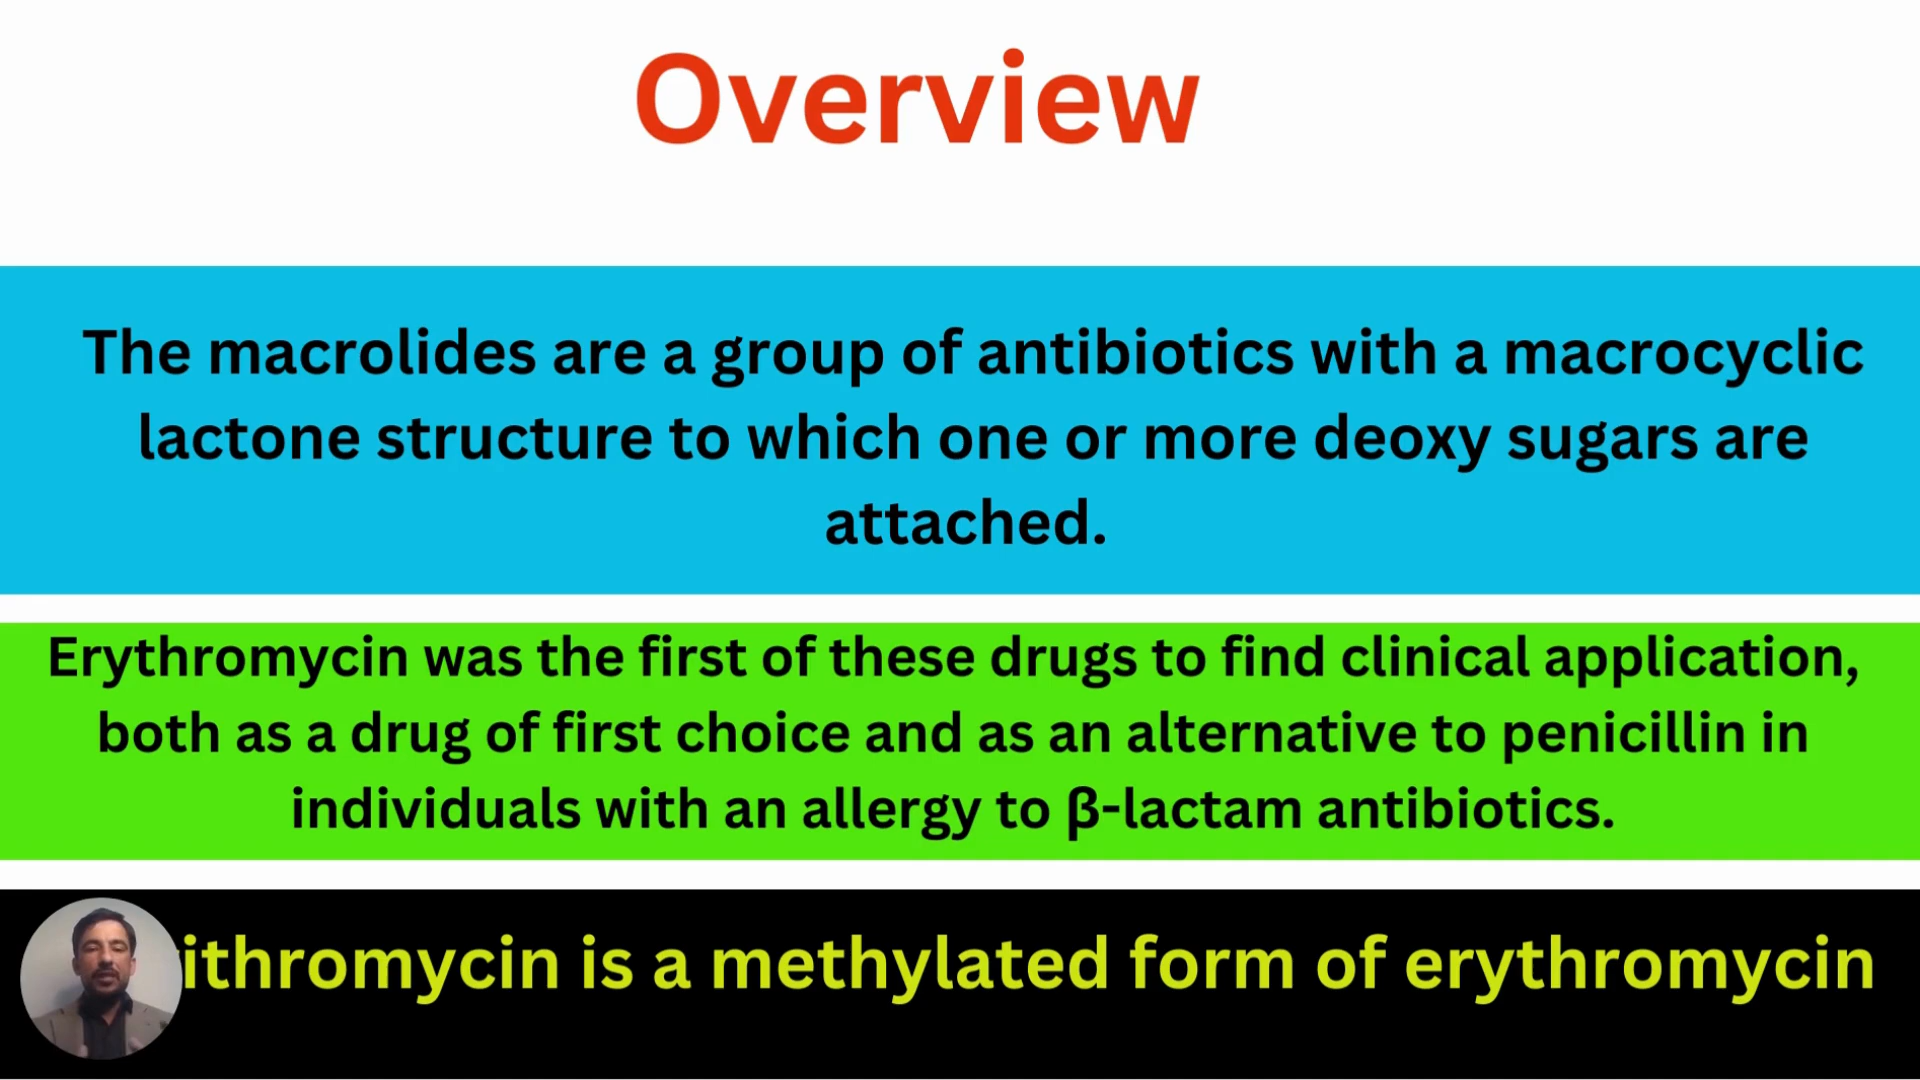 Overview
The macrolides are a group of antibiotics with a macrocyclic
lactone structure to which one or more deoxy sugars are
attached.
Erythromycin was the first of these drugs to find clinical application,
both as a drug of first choice and as an alternative to penicillin in
individuals with an allergy to β-lactam antibiotics.
is a methylated form of erythromycin